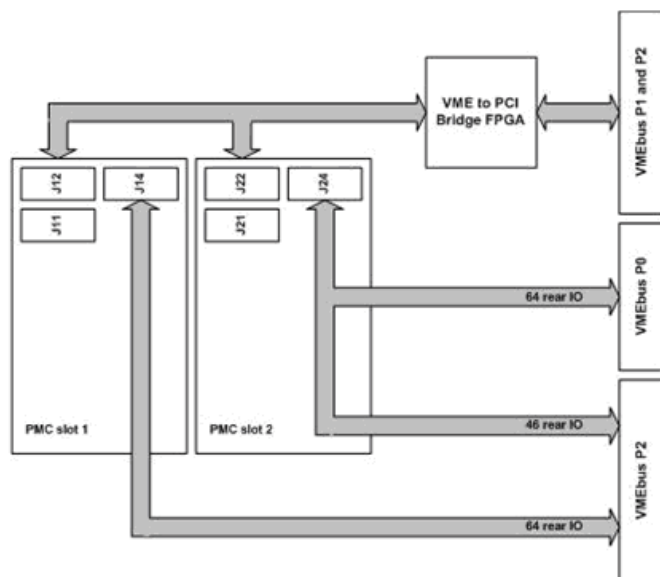 VME to PCI
Bridge FPGA
VMEbus P1 and P2
J12
J14
J22
J24
J11
J21
VMEbus P0
64 rear IO
PMC slot 1
PMC slot 2
46 rear IO
VMEbus P2
64 rear IO